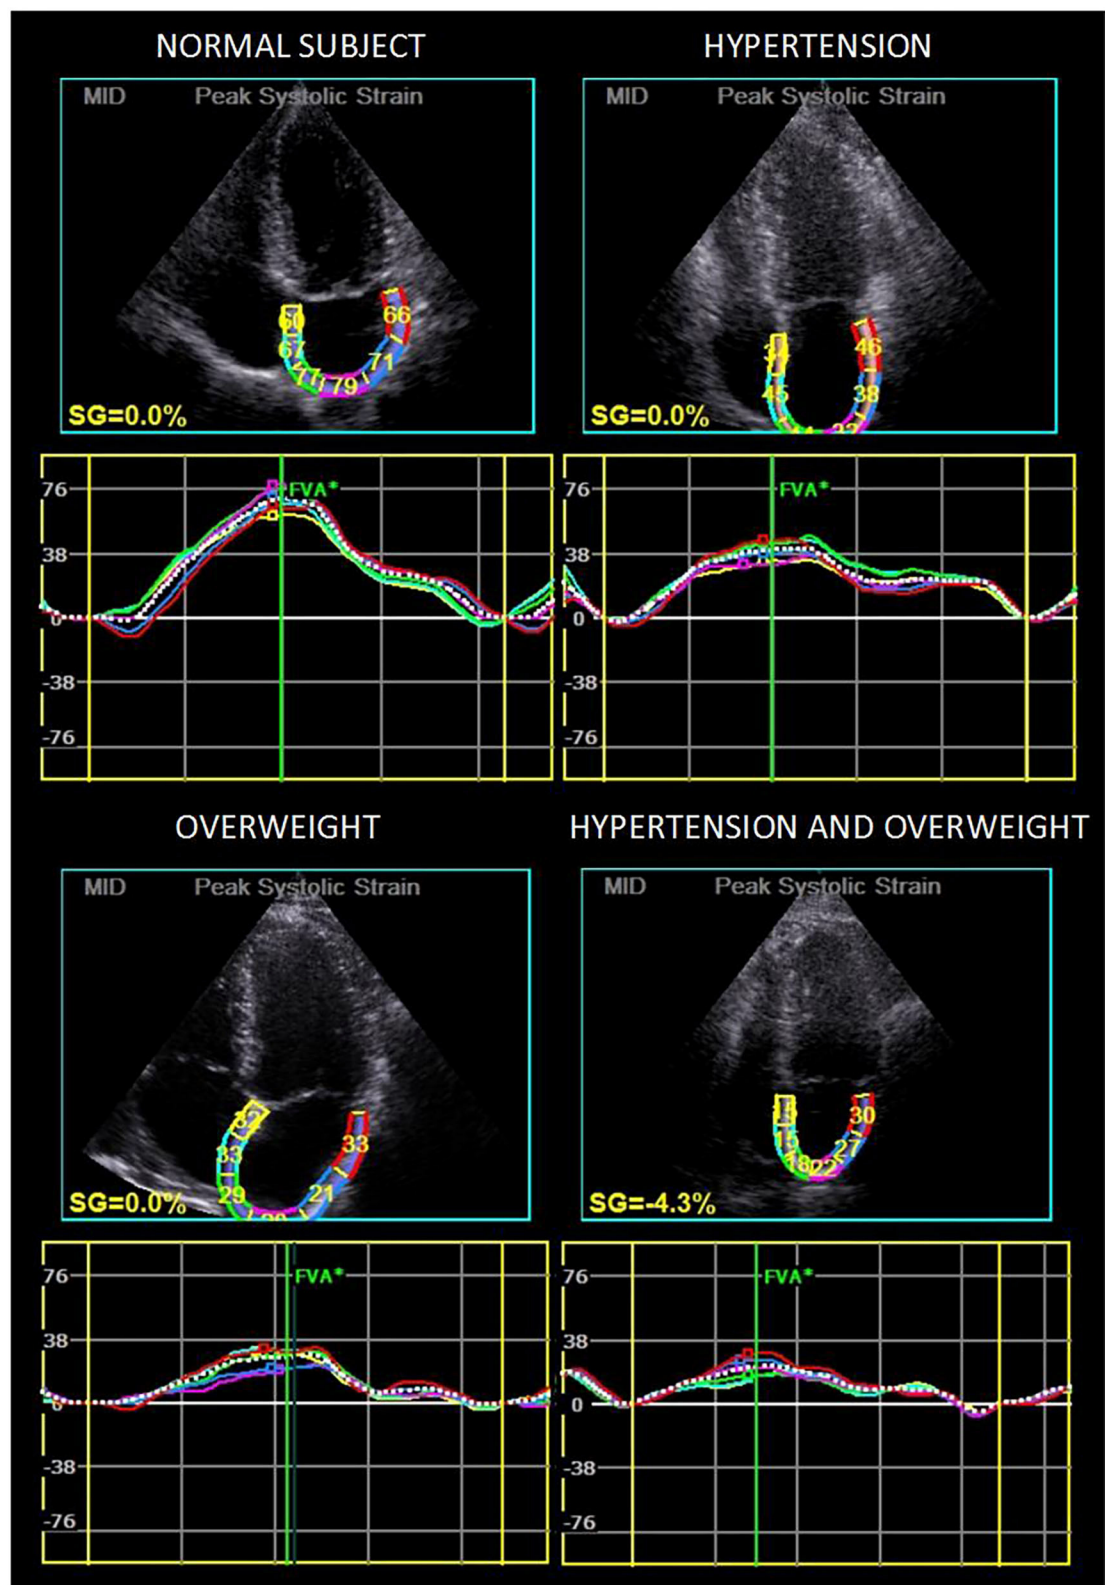 NORMAL SUBJECT
HYPERTENSION
MID Peak Systolic Strain
60
67
79
71
66
SG=0.0%
MID Peak Systolic Strain
45
38
46
SG=0.0%
76
38
0
-38
-76
FVA*
76
38
0
-38
-76
FVA*
OVERWEIGHT
HYPERTENSION AND OVERWEIGHT
MID Peak Systolic Strain
32
33
29
21
33
SG=0.0%
MID Peak Systolic Strain
18
22
27
30
SG=-4.3%
76
38
0
-38
-76
FVA*
76
38
0
-38
-76
FVA*